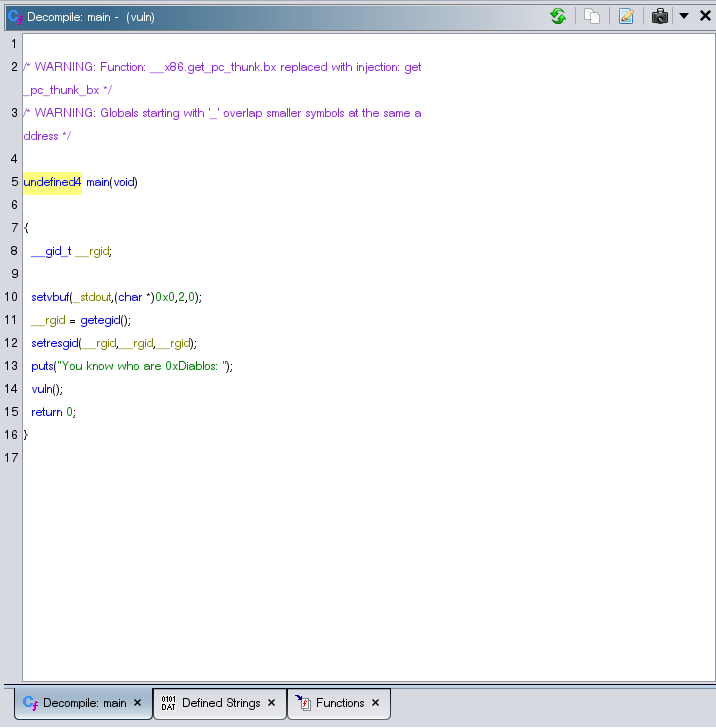 Decompile: main - (vuln)
1
2 /* WARNING: Function: __x86.get_pc_thunk.bx replaced with injection: get
_pc_thunk_bx */
3 /* WARNING: Globals starting with '_' overlap smaller symbols at the same a
ddress */
4
5 undefined4 main(void)
6
7 {
8 __gid_t __rgid;
9
10 setvbuf(_stdout,(char *)0x0,2,0);
11 __rgid = getegid();
12 setresgid(__rgid,__rgid,__rgid);
13 puts("You know who are 0xDiablos: ");
14 vuln();
15 return 0;
16 }
17
Decompile: main × 0101 DAT Defined Strings × Functions ×